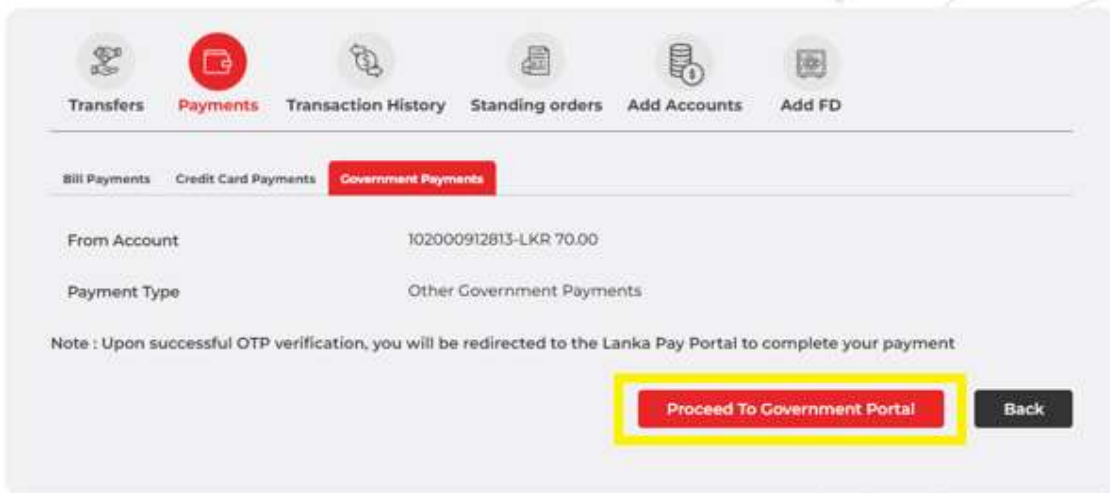 Transfers Payments Transaction History Standing orders Add Accounts Add FD
Bill Payments Credit Card Payments Government Payments
From Account 102000912813-LKR 70.00
Payment Type Other Government Payments
Note : Upon successful OTP verification, you will be redirected to the Lanka Pay Portal to complete your payment
Proceed To Government Portal Back